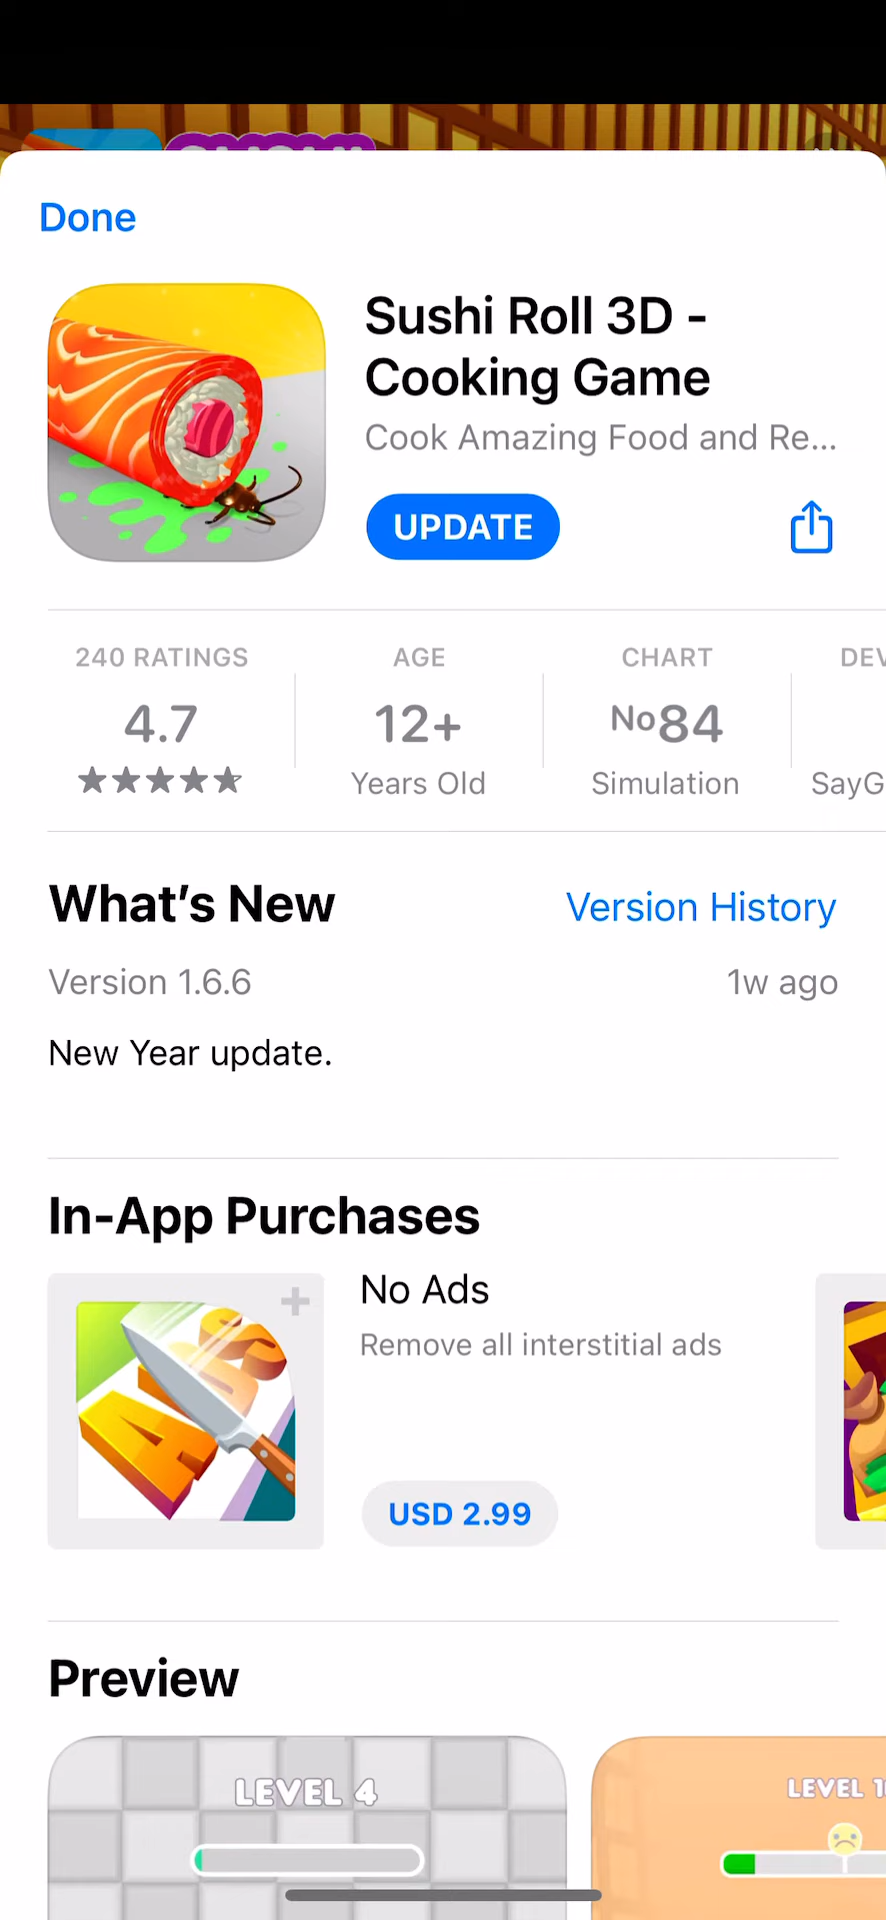 Done
Sushi Roll 3D -
Cooking Game
Cook Amazing Food and Re...
UPDATE
240 RATINGS
AGE
CHART
4.7
12+
No84
Years Old
Simulation
What's New
Version History
Version 1.6.6
1w ago
New Year update.
In-App Purchases
ADS
No Ads
Remove all interstitial ads
USD 2.99
Preview
LEVEL 4
LEVEL